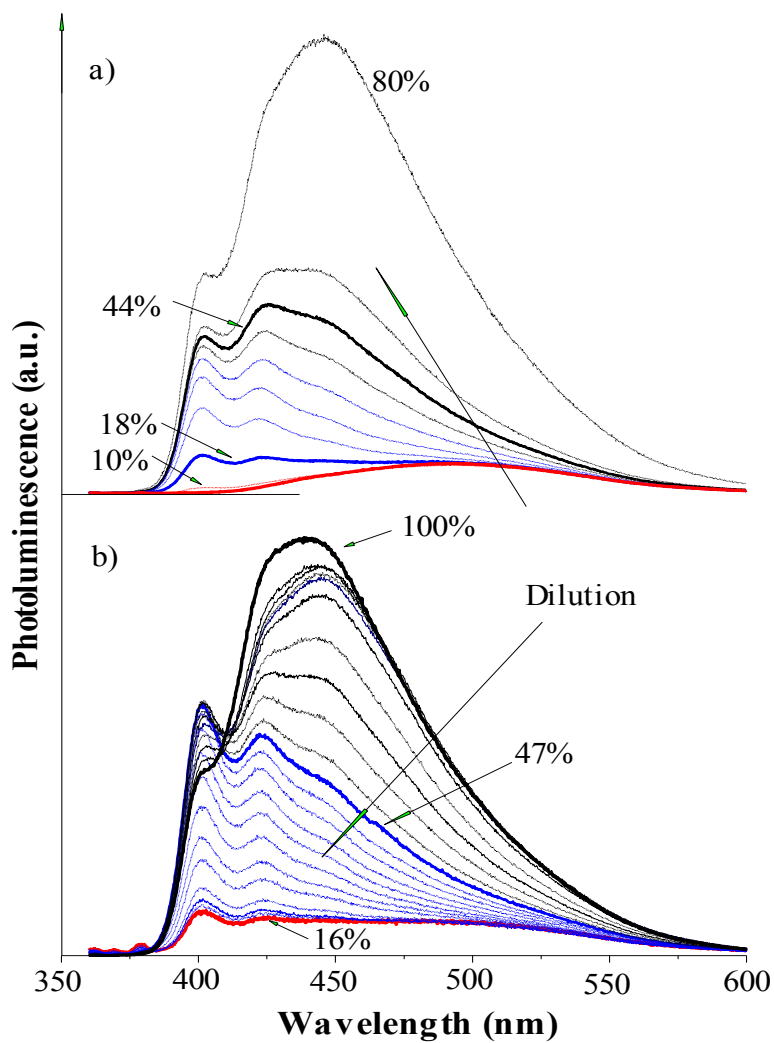 a)
80%
44%
18%
10%
Photoluminescence (a.u.)
100%
b)
Dilution
47%
16%
350 400 450 500 550 600
Wavelength (nm)